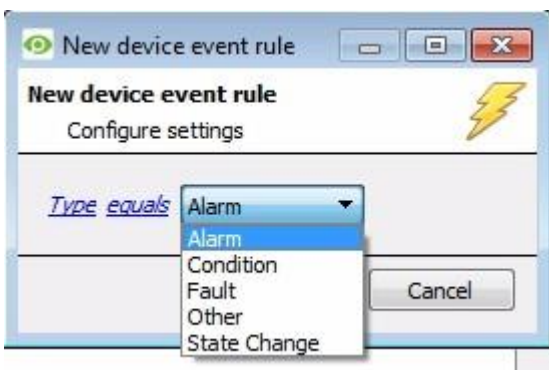 New device event rule
New device event rule
Configure settings
Type equals Alarm
Alarm
Condition
Fault
Cancel
Other
State Change